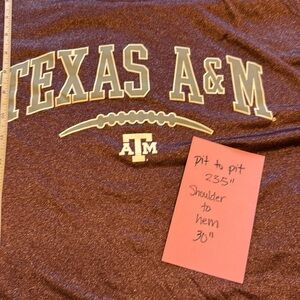 TEXAS A&M
ATM
pit to pit
23.5"
Shoulder
to
hem
30"